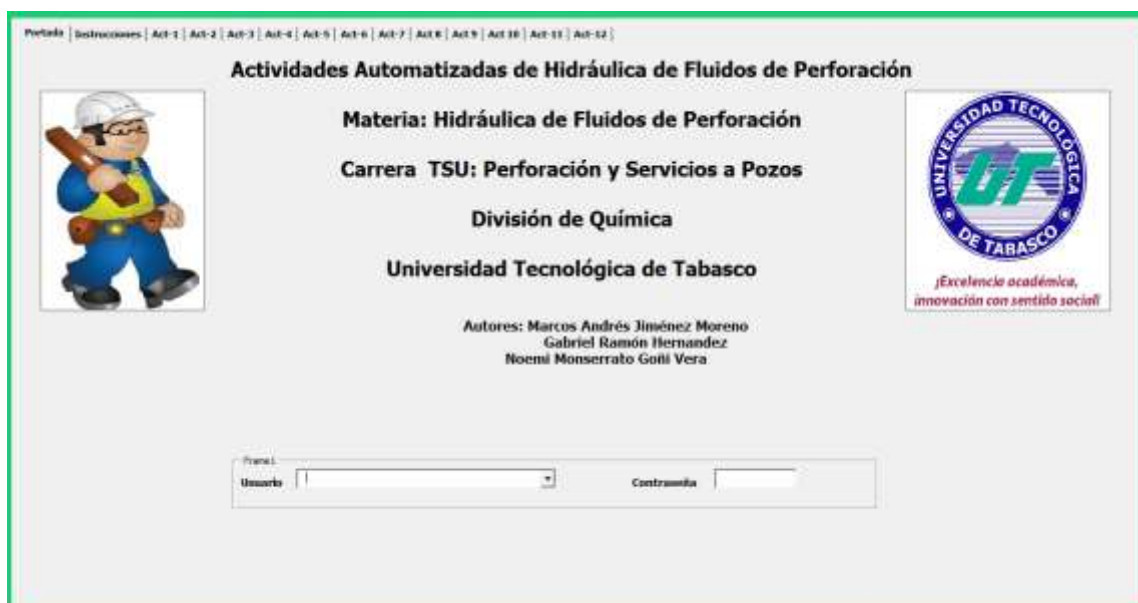 Portada | Instrucciones | Act-1 | Act-2 | Act-3 | Act-4 | Act-5 | Act-6 | Act-7 | Act 8 | Act 9 | Act 10 | Act-11 | Act-12 |
Actividades Automatizadas de Hidráulica de Fluidos de Perforación
Materia: Hidráulica de Fluidos de Perforación
Carrera TSU: Perforación y Servicios a Pozos
División de Química
Universidad Tecnológica de Tabasco
UNIVERSIDAD TECNOLÓGICA
UT
DE TABASCO
¡Excelencia académica,
innovación con sentido social!
Autores: Marcos Andrés Jiménez Moreno
Gabriel Ramón Hernandez
Noemi Monserrato Goñi Vera
Frame1
Usuario
Contraseña